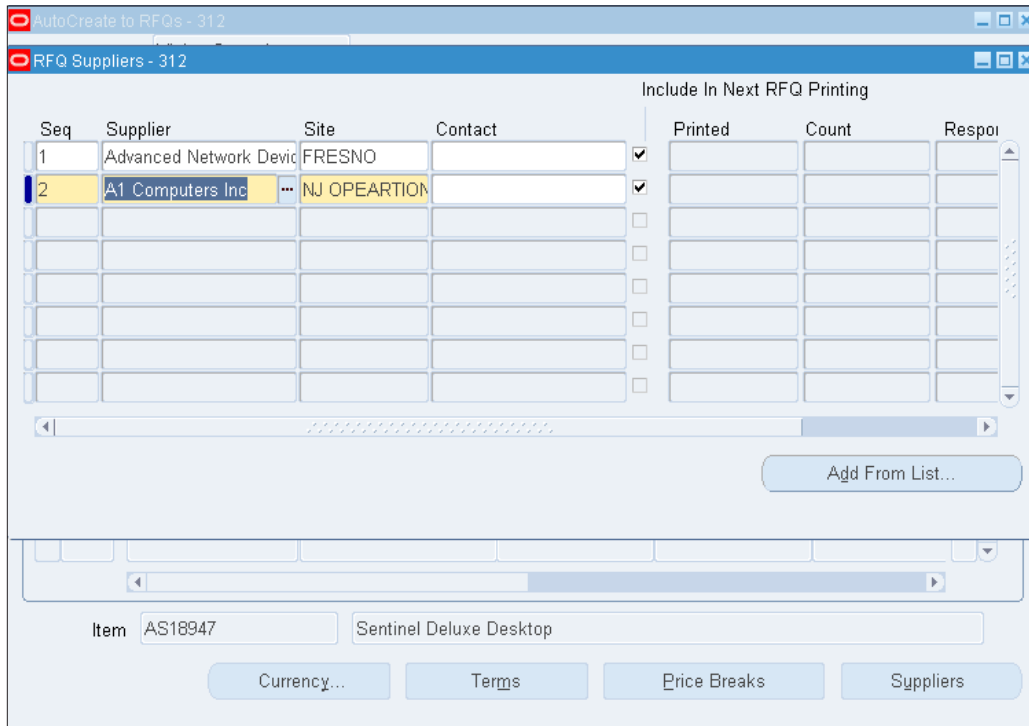 AutoCreate to RFQs - 312
RFQ Suppliers - 312
Include In Next RFQ Printing
Seq Supplier Site Contact Printed Count Respor
1 Advanced Network Devic FRESNO
2 A1 Computers Inc ... NJ OPEARTION
Add From List...
Item AS18947 Sentinel Deluxe Desktop
Currency... Terms Price Breaks Suppliers